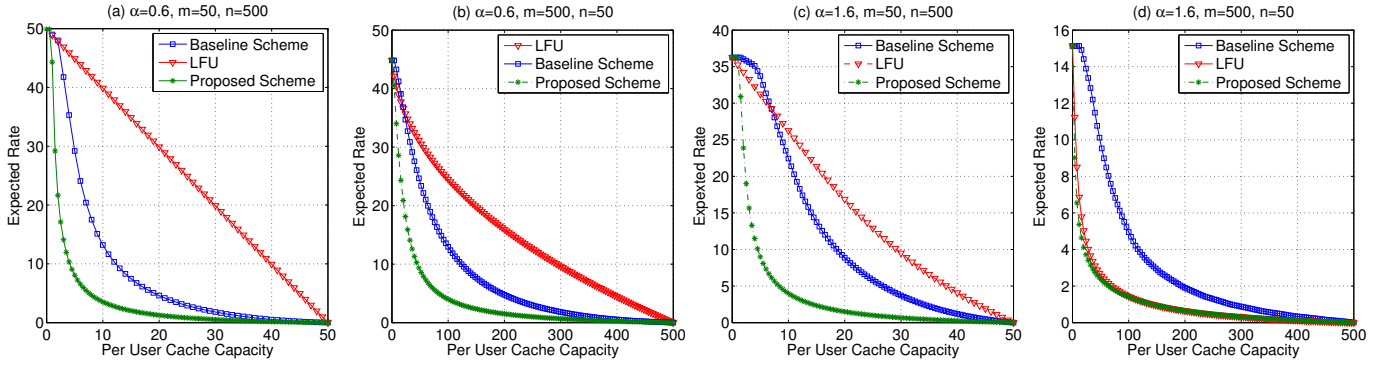 (a) α=0.6, m=50, n=500
Expected Rate
50
40
30
20
10
0
Baseline Scheme
LFU
Proposed Scheme
0 10 20 30 40 50
Per User Cache Capacity
(b) α=0.6, m=500, n=50
Expected Rate
50
40
30
20
10
0
LFU
Baseline Scheme
Proposed Scheme
0 100 200 300 400 500
Per User Cache Capacity
(c) α=1.6, m=50, n=500
Expexted Rate
40
35
30
25
20
15
10
5
0
Baseline Scheme
LFU
Proposed Scheme
0 10 20 30 40 50
Per User Cache Capacity
(d) α=1.6, m=500, n=50
Expected Rate
16
14
12
10
8
6
4
2
0
Baseline Scheme
LFU
Proposed Scheme
0 100 200 300 400 500
Per User Cache Capacity